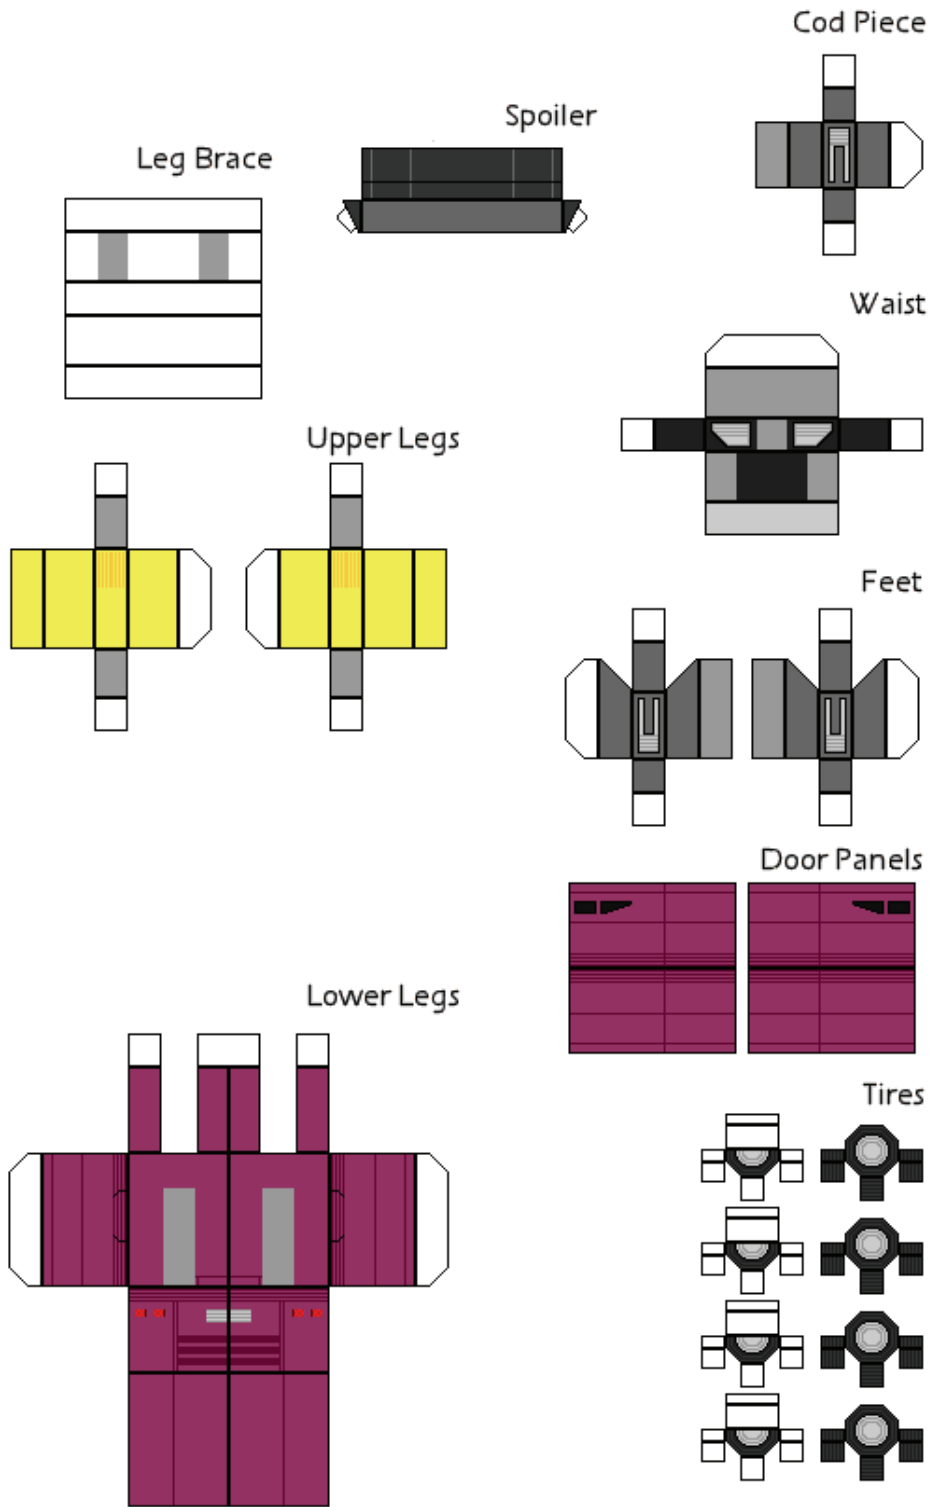 Cod Piece
Spoiler
Leg Brace
Waist
Upper Legs
Feet
Door Panels
Lower Legs
Tires